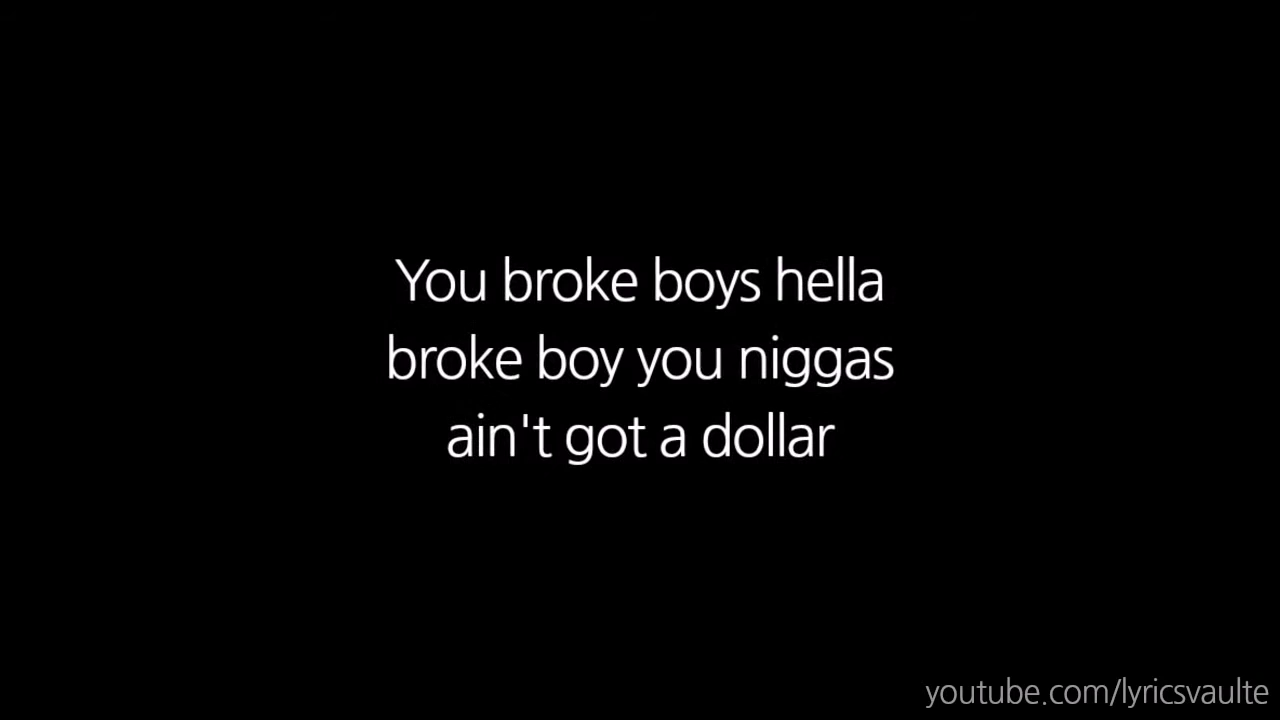 You broke boys hella
broke boy you niggas
ain't got a dollar
youtube.com/lyricsvaulte